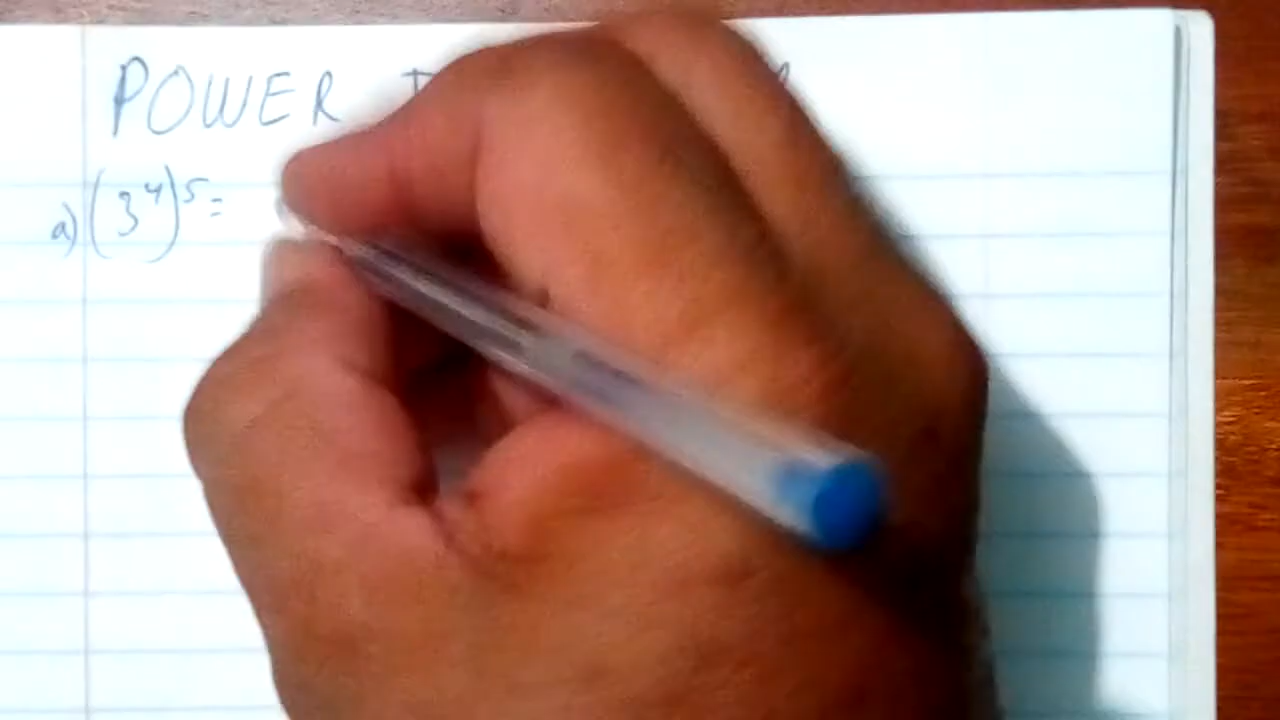 POWER
a) (3⁴)⁵ =